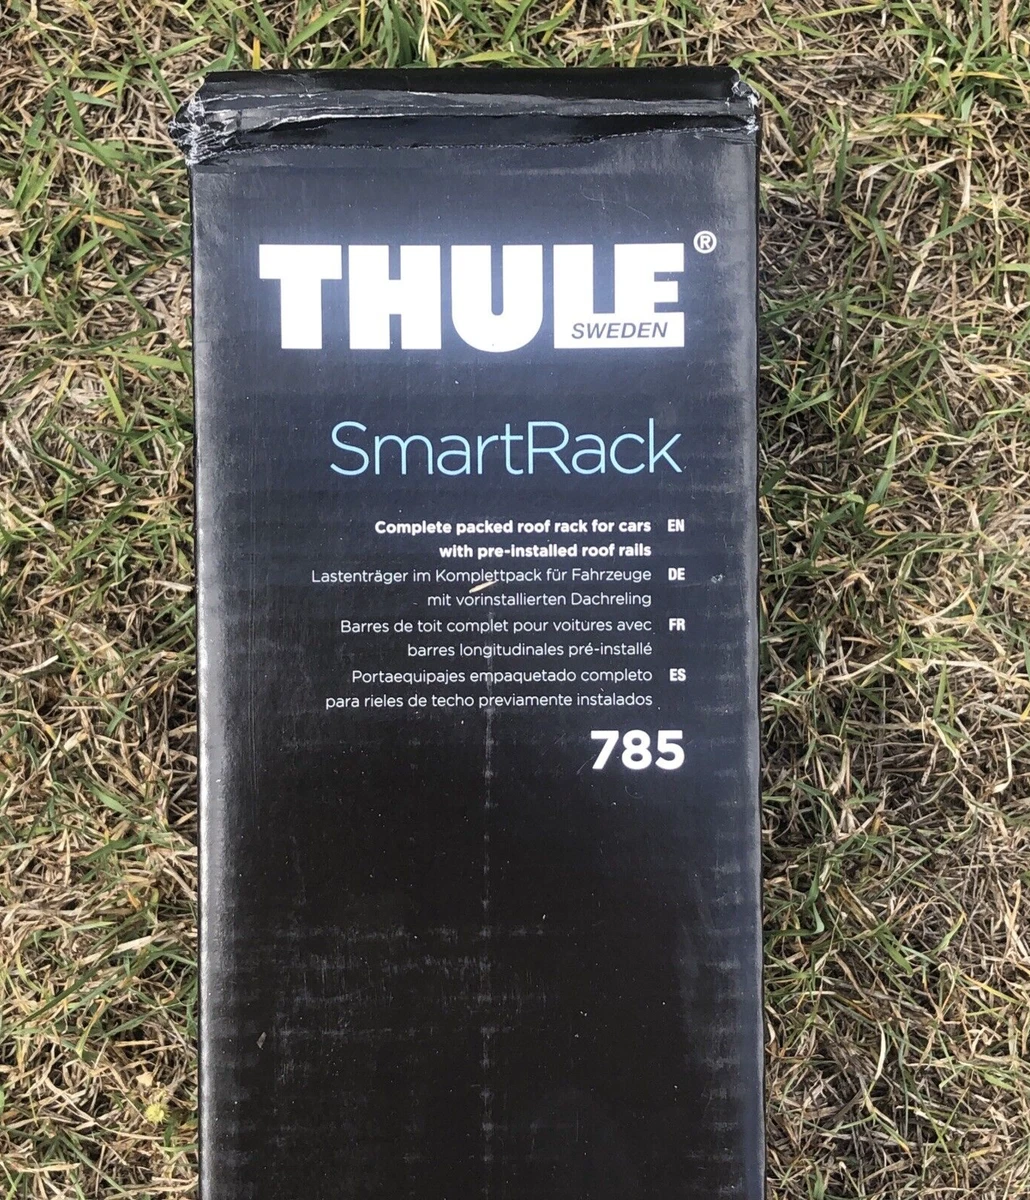 THULE®
SWEDEN
SmartRack
Complete packed roof rack for cars EN
with pre-installed roof rails
Lastenträger im Komplettpack für Fahrzeuge DE
mit vorinstallierten Dachreling
Barres de toit complet pour voitures avec FR
barres longitudinales pré-installé
Portaequipajes empaquetado completo ES
para rieles de techo previamente instalados
785